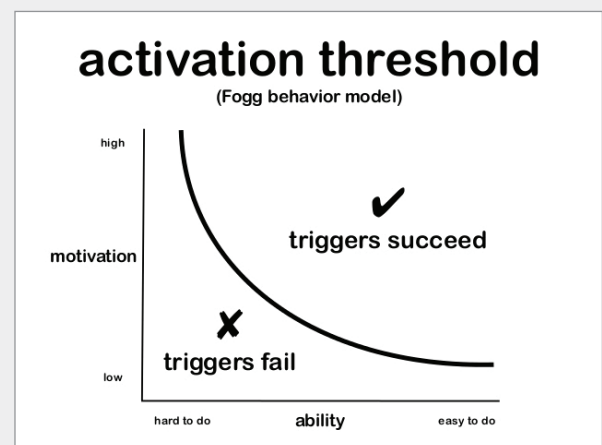 activation threshold
(Fogg behavior model)
high
✔
triggers succeed
motivation
✘
triggers fail
low
hard to do
ability
easy to do